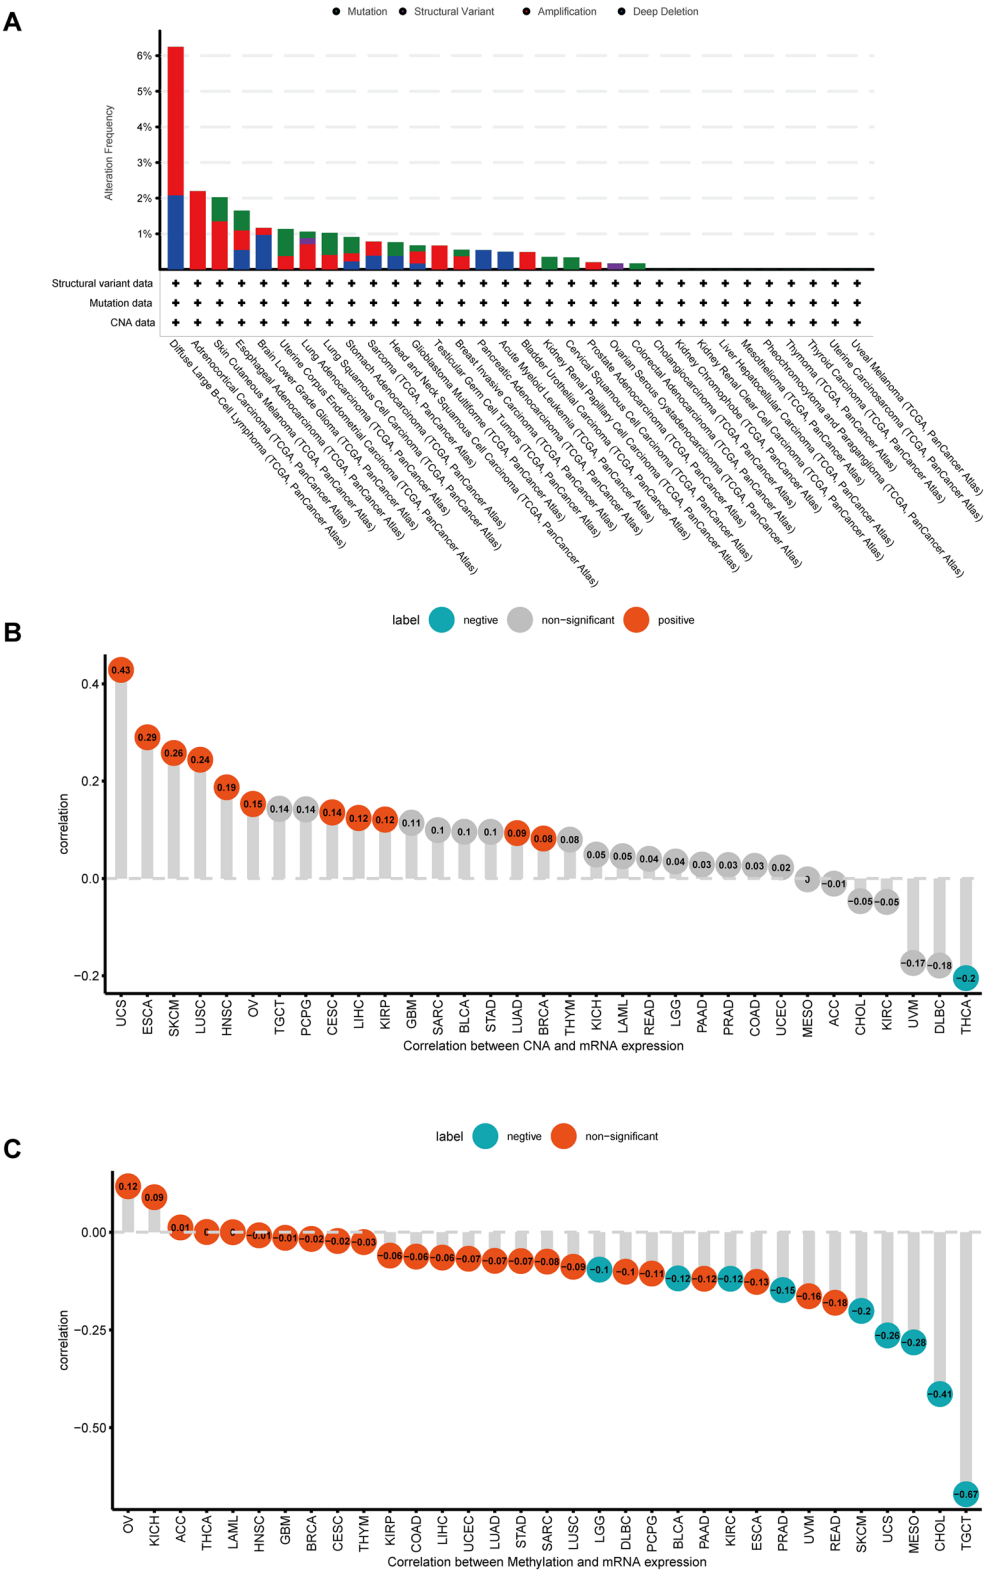 A
Mutation Structural Variant Amplification Deep Deletion
Alteration Frequency
6%
5%
4%
3%
2%
1%
Structural variant data
Mutation data
CNA data
Diffuse Large B-Cell Lymphoma (TCGA, PanCancer Atlas)
Adrenocortical Carcinoma (TCGA, PanCancer Atlas)
Skin Cutaneous Melanoma (TCGA, PanCancer Atlas)
Esophageal Adenocarcinoma (TCGA, PanCancer Atlas)
Brain Lower Grade Glioma (TCGA, PanCancer Atlas)
Uterine Corpus Endometrial Carcinoma (TCGA, PanCancer Atlas)
Lung Adenocarcinoma (TCGA, PanCancer Atlas)
Lung Squamous Cell Carcinoma (TCGA, PanCancer Atlas)
Stomach Adenocarcinoma (TCGA, PanCancer Atlas)
Sarcoma (TCGA, PanCancer Atlas)
Head and Neck Squamous Cell Carcinoma (TCGA, PanCancer Atlas)
Glioblastoma Multiforme (TCGA, PanCancer Atlas)
Testicular Germ Cell Tumors (TCGA, PanCancer Atlas)
Breast Invasive Carcinoma (TCGA, PanCancer Atlas)
Pancreatic Adenocarcinoma (TCGA, PanCancer Atlas)
Acute Myeloid Leukemia (TCGA, PanCancer Atlas)
Bladder Urothelial Carcinoma (TCGA, PanCancer Atlas)
Kidney Renal Papillary Cell Carcinoma (TCGA, PanCancer Atlas)
Cervical Squamous Cell Carcinoma (TCGA, PanCancer Atlas)
Prostate Adenocarcinoma (TCGA, PanCancer Atlas)
Ovarian Serous Cystadenocarcinoma (TCGA, PanCancer Atlas)
Colorectal Adenocarcinoma (TCGA, PanCancer Atlas)
Cholangiocarcinoma (TCGA, PanCancer Atlas)
Kidney Chromophobe (TCGA, PanCancer Atlas)
Kidney Renal Clear Cell Carcinoma (TCGA, PanCancer Atlas)
Liver Hepatocellular Carcinoma (TCGA, PanCancer Atlas)
Mesothelioma (TCGA, PanCancer Atlas)
Pheochromocytoma and Paraganglioma (TCGA, PanCancer Atlas)
Thymoma (TCGA, PanCancer Atlas)
Thyroid Carcinoma (TCGA, PanCancer Atlas)
Uterine Carcinosarcoma (TCGA, PanCancer Atlas)
Uveal Melanoma (TCGA, PanCancer Atlas)
B
label negtive non−significant positive
correlation
0.4
0.2
0.0
−0.2
0.43 0.29 0.26 0.24 0.19 0.15 0.14 0.14 0.14 0.12 0.12 0.11 0.1 0.1 0.1 0.09 0.08 0.08 0.05 0.05 0.04 0.04 0.03 0.03 0.03 0.02 0 −0.01 −0.05 −0.05 −0.17 −0.18 −0.2
UCS ESCA SKCM LUSC HNSC OV TGCT PCPG CESC LIHC KIRP GBM SARC BLCA STAD LUAD BRCA THYM KICH LAML READ LGG PAAD PRAD COAD UCEC MESO ACC CHOL KIRC UVM DLBC THCA
Correlation between CNA and mRNA expression
C
label negtive non−significant
correlation
0.00
−0.25
−0.50
0.12 0.09 0.01 0 0 −0.01 −0.01 −0.02 −0.02 −0.03 −0.06 −0.06 −0.06 −0.07 −0.07 −0.07 −0.08 −0.09 −0.1 −0.1 −0.11 −0.12 −0.12 −0.12 −0.13 −0.15 −0.16 −0.18 −0.2 −0.26 −0.28 −0.41 −0.67
OV KICH ACC THCA LAML HNSC GBM BRCA CESC THYM KIRP COAD LIHC UCEC LUAD STAD SARC LUSC LGG DLBC PCPG BLCA PAAD KIRC ESCA PRAD UVM READ SKCM UCS MESO CHOL TGCT
Correlation between Methylation and mRNA expression